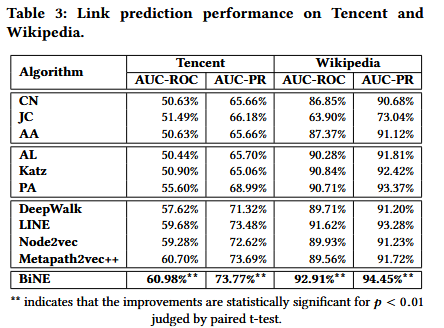 Table 3: Link prediction performance on Tencent and
Wikipedia.
Algorithm Tencent Wikipedia
AUC-ROC AUC-PR AUC-ROC AUC-PR
CN 50.63% 65.66% 86.85% 90.68%
JC 51.49% 66.18% 63.90% 73.04%
AA 50.63% 65.66% 87.37% 91.12%
AL 50.44% 65.70% 90.28% 91.81%
Katz 50.90% 65.06% 90.84% 92.42%
PA 55.60% 68.99% 90.71% 93.37%
DeepWalk 57.62% 71.32% 89.71% 91.20%
LINE 59.68% 73.48% 91.62% 93.28%
Node2vec 59.28% 72.62% 89.93% 91.23%
Metapath2vec++ 60.70% 73.69% 89.56% 91.72%
BiNE 60.98%** 73.77%** 92.91%** 94.45%**
** indicates that the improvements are statistically significant for p < 0.01
judged by paired t-test.